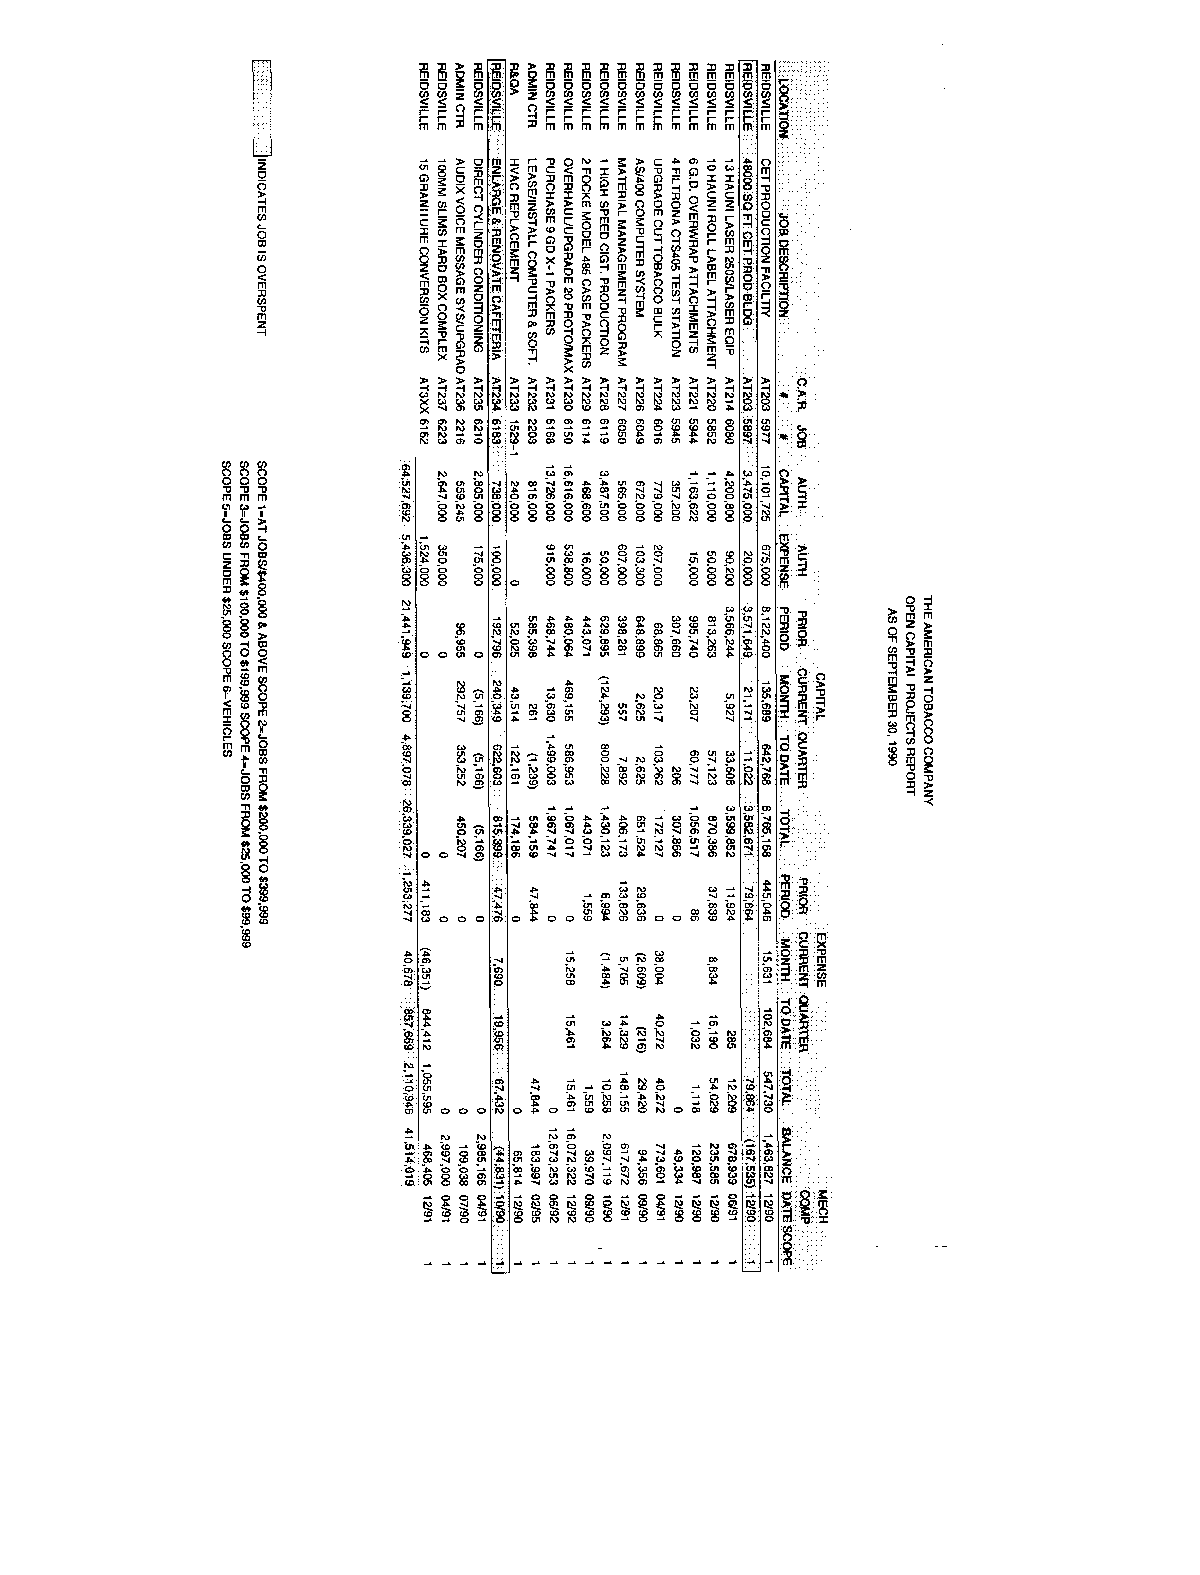 THE AMERICAN TOBACCO COMPANY
OPEN CAPITAL PROJECTS REPORT
AS OF SEPTEMBER 30, 1990
CAPITAL EXPENSE MECH
C.A.R. JOB AUTH AUTH PRIOR CURRENT QUARTER PRIOR CURRENT QUARTER COMP
LOCATION JOB DESCRIPTION # # CAPITAL EXPENSE PERIOD MONTH TO DATE TOTAL PERIOD MONTH TO DATE TOTAL BALANCE DATE SCOPE
REIDSVILLE CET PRODUCTION FACILTIY AT203 5977 10,101,725 675,000 8,122,400 135,689 642,768 8,765,168 445,046 15,631 102,684 547,730 1,463,827 12/90 1
REIDSVILLE 48000 SQ FT CET PROD BLDG AT203 5897 3,475,000 20,000 3,571,649 21,171 11,022 3,582,671 79,864 79,864 (167,535) 12/90 1
REIDSVILLE 13 HAUNI LASER 250S/LASER EQIP AT214 6080 4,200,800 90,200 3,566,244 5,927 33,608 3,599,852 11,924 285 12,209 678,939 06/91 1
REIDSVILLE 10 HAUNI ROLL LABEL ATTACHMENT AT220 5852 1,110,000 50,000 813,263 57,123 870,386 37,839 8,834 16,190 54,029 235,585 12/90 1
REIDSVILLE 6 G.D. OVERWRAP ATTACHMENTS AT221 5944 1,163,622 15,000 995,740 23,207 60,777 1,056,517 86 1,032 1,118 120,987 12/90 1
REIDSVILLE 4 FILTRONA CTS405 TEST STATION AT223 5945 357,200 307,660 206 307,866 0 0 49,334 12/90 1
REIDSVILLE UPGRADE CUT TOBACCO BULK AT224 6016 779,000 207,000 68,865 20,317 103,262 172,127 0 38,004 40,272 40,272 773,601 04/91 1
REIDSVILLE AS/400 COMPUTER SYSTEM AT226 6049 672,000 103,300 648,899 2,625 2,625 651,524 29,636 (2,609) (216) 29,420 94,356 09/90 1
REIDSVILLE MATERIAL MANAGEMENT PROGRAM AT227 6050 565,000 607,000 398,281 557 7,892 406,173 133,826 5,705 14,329 148,155 617,672 12/91 1
REIDSVILLE 1 HIGH SPEED CIGT. PRODUCTION AT228 6119 3,487,500 50,000 629,895 (124,293) 800,228 1,430,123 6,994 (1,484) 3,264 10,258 2,097,119 10/90 1
REIDSVILLE 2 FOCKE MODEL 485 CASE PACKERS AT229 6114 468,600 16,000 443,071 443,071 1,559 1,559 39,970 09/90 1
REIDSVILLE OVERHAUL/UPGRADE 20 PROTO/MAX AT230 6150 16,616,000 538,800 480,064 469,155 586,953 1,067,017 0 15,258 15,461 15,461 16,072,322 12/92 1
REIDSVILLE PURCHASE 9 GD X-1 PACKERS AT231 6168 13,726,000 915,000 468,744 13,630 1,499,003 1,967,747 0 0 12,673,253 06/92 1
ADMIN CTR LEASE/INSTALL COMPUTER & SOFT. AT232 2203 816,000 585,398 261 (1,239) 584,159 47,844 47,844 183,997 02/95 1
R&QA HVAC REPLACEMENT AT233 1529-1 240,000 0 52,025 43,514 122,161 174,186 0 0 65,814 12/90 1
REIDSVILLE ENLARGE & RENOVATE CAFETERIA AT234 6183 738,000 100,000 192,796 240,349 622,603 815,399 47,476 7,690 19,956 67,432 (44,831) 10/90 1
REIDSVILLE DIRECT CYLINDER CONDITIONING AT235 6210 2,805,000 175,000 0 (5,166) (5,166) (5,166) 0 0 2,985,166 04/91 1
ADMIN CTR AUDIX VOICE MESSAGE SYS/UPGRAD AT236 2216 559,245 96,955 292,757 353,252 450,207 0 0 109,038 07/90 1
REIDSVILLE 100MM SLIMS HARD BOX COMPLEX AT237 6223 2,647,000 350,000 0 0 0 0 2,997,000 04/91 1
REIDSVILLE 15 GRANITURE CONVERSION KITS AT3XX 6152 1,524,000 0 0 411,183 (46,351) 644,412 1,055,595 468,405 12/91 1
64,527,692 5,436,300 21,441,949 1,139,700 4,897,078 26,339,027 1,253,277 40,678 857,669 2,110,946 41,514,019
INDICATES JOB IS OVERSPENT SCOPE 1=AT JOBS/$400,000 & ABOVE SCOPE 2=JOBS FROM $200,000 TO $399,999
SCOPE 3=JOBS FROM $100,000 TO $199,999 SCOPE 4=JOBS FROM $25,000 TO $99,999
SCOPE 5=JOBS UNDER $25,000 SCOPE 6=VEHICLES